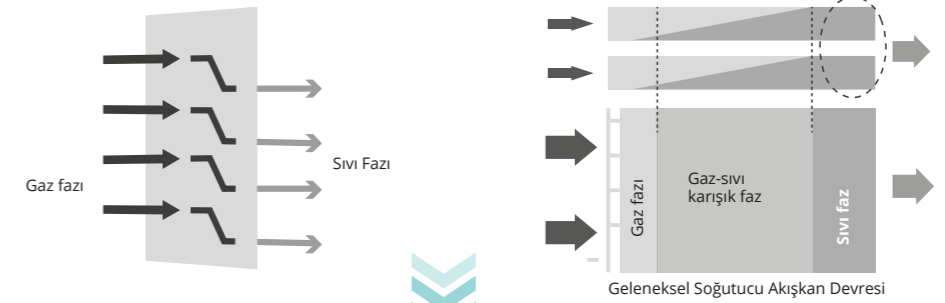 Gaz fazı
Sıvı Fazı
Gaz fazı
Gaz-sıvı
karışık faz
Sıvı faz
Geleneksel Soğutucu Akışkan Devresi